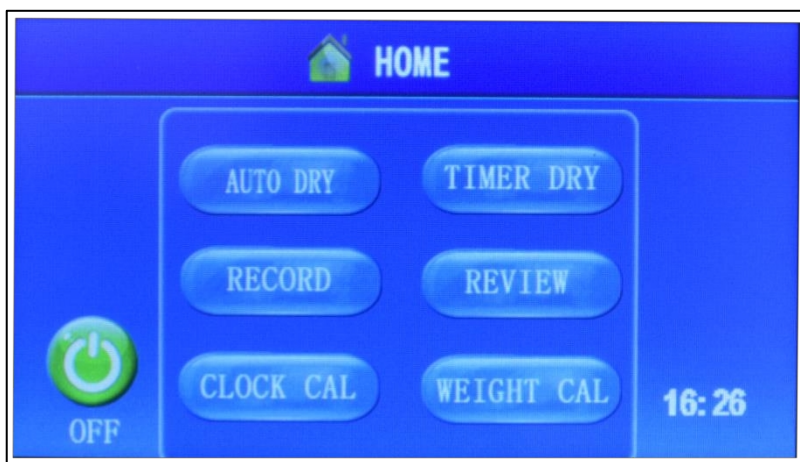 HOME
AUTO DRY
TIMER DRY
RECORD
REVIEW
CLOCK CAL
WEIGHT CAL
16:26
OFF